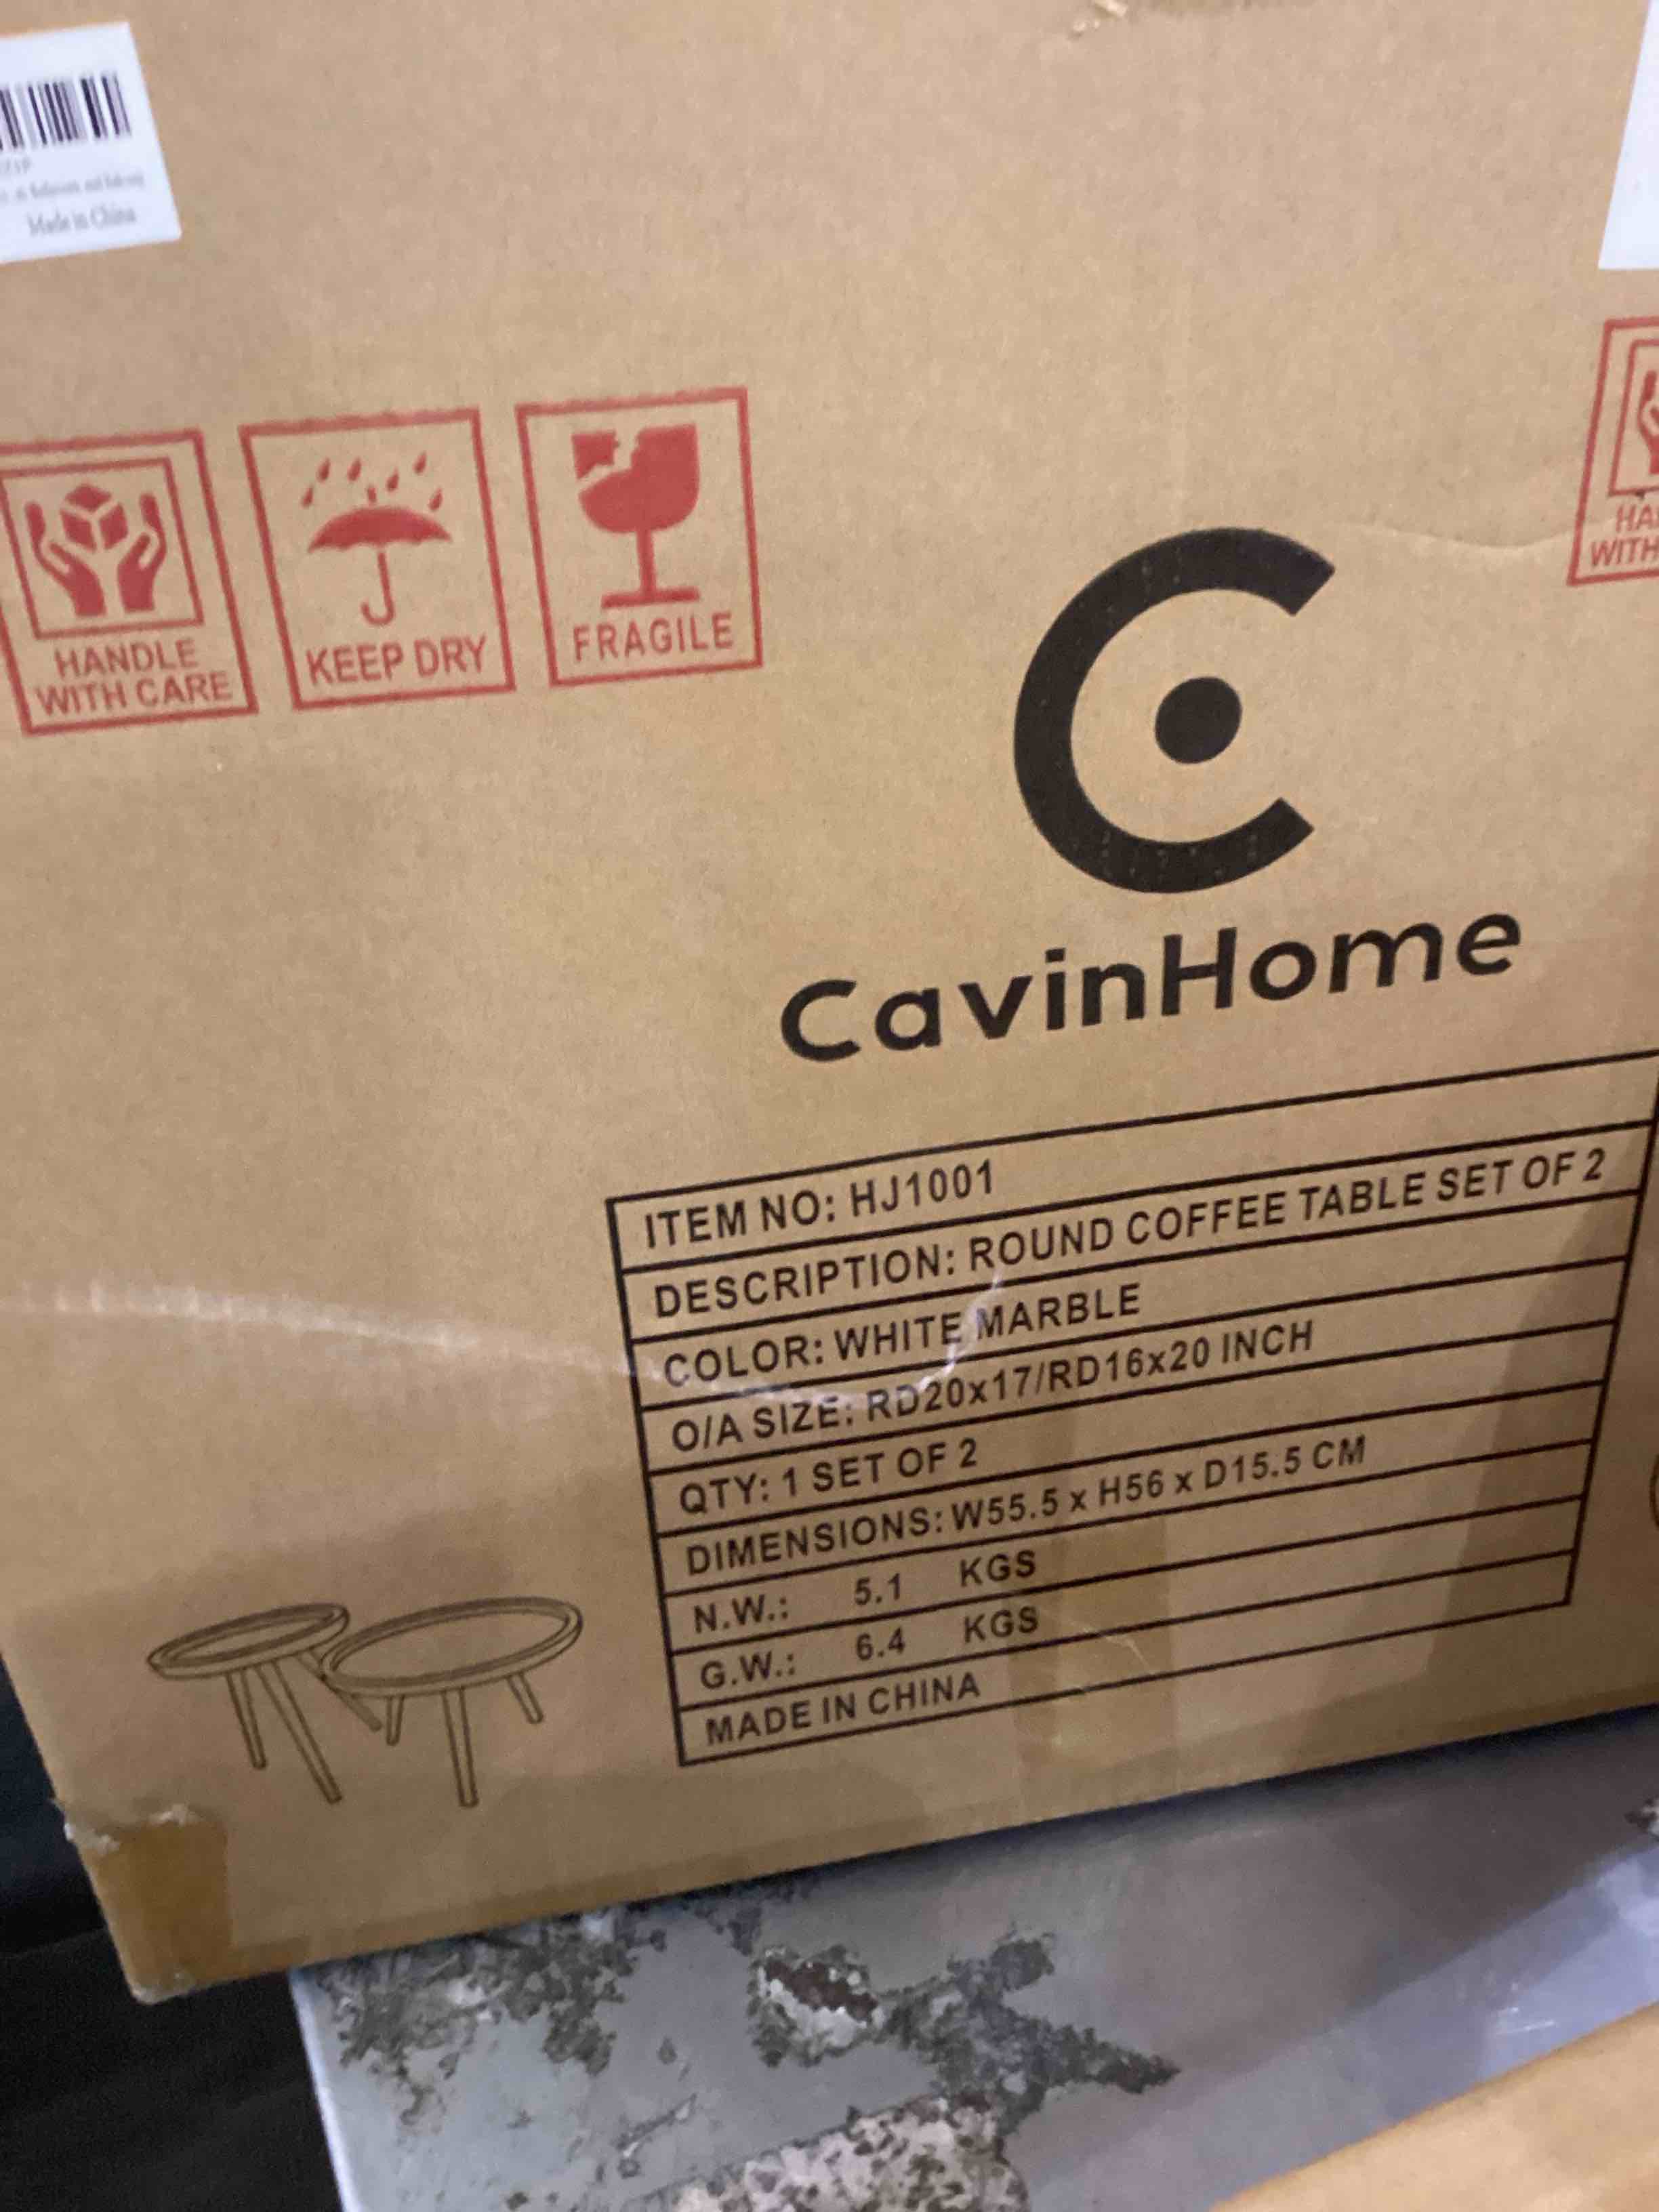 Made in China
HANDLE
WITH CARE
KEEP DRY
FRAGILE
HA
WITH
CavinHome
ITEM NO: HJ1001
DESCRIPTION: ROUND COFFEE TABLE SET OF 2
COLOR: WHITE MARBLE
O/A SIZE: RD20x17/RD16x20 INCH
QTY: 1 SET OF 2
DIMENSIONS: W55.5 x H56 x D15.5 CM
N.W.: 5.1 KGS
G.W.: 6.4 KGS
MADE IN CHINA